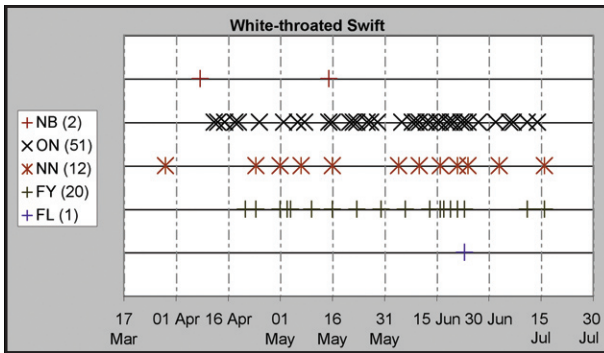 White-throated Swift
NB (2)
ON (51)
NN (12)
FY (20)
FL (1)
17 01 Apr 16 Apr 01 16 31 15 Jun 30 Jun 15 30
Mar May May May Jul Jul